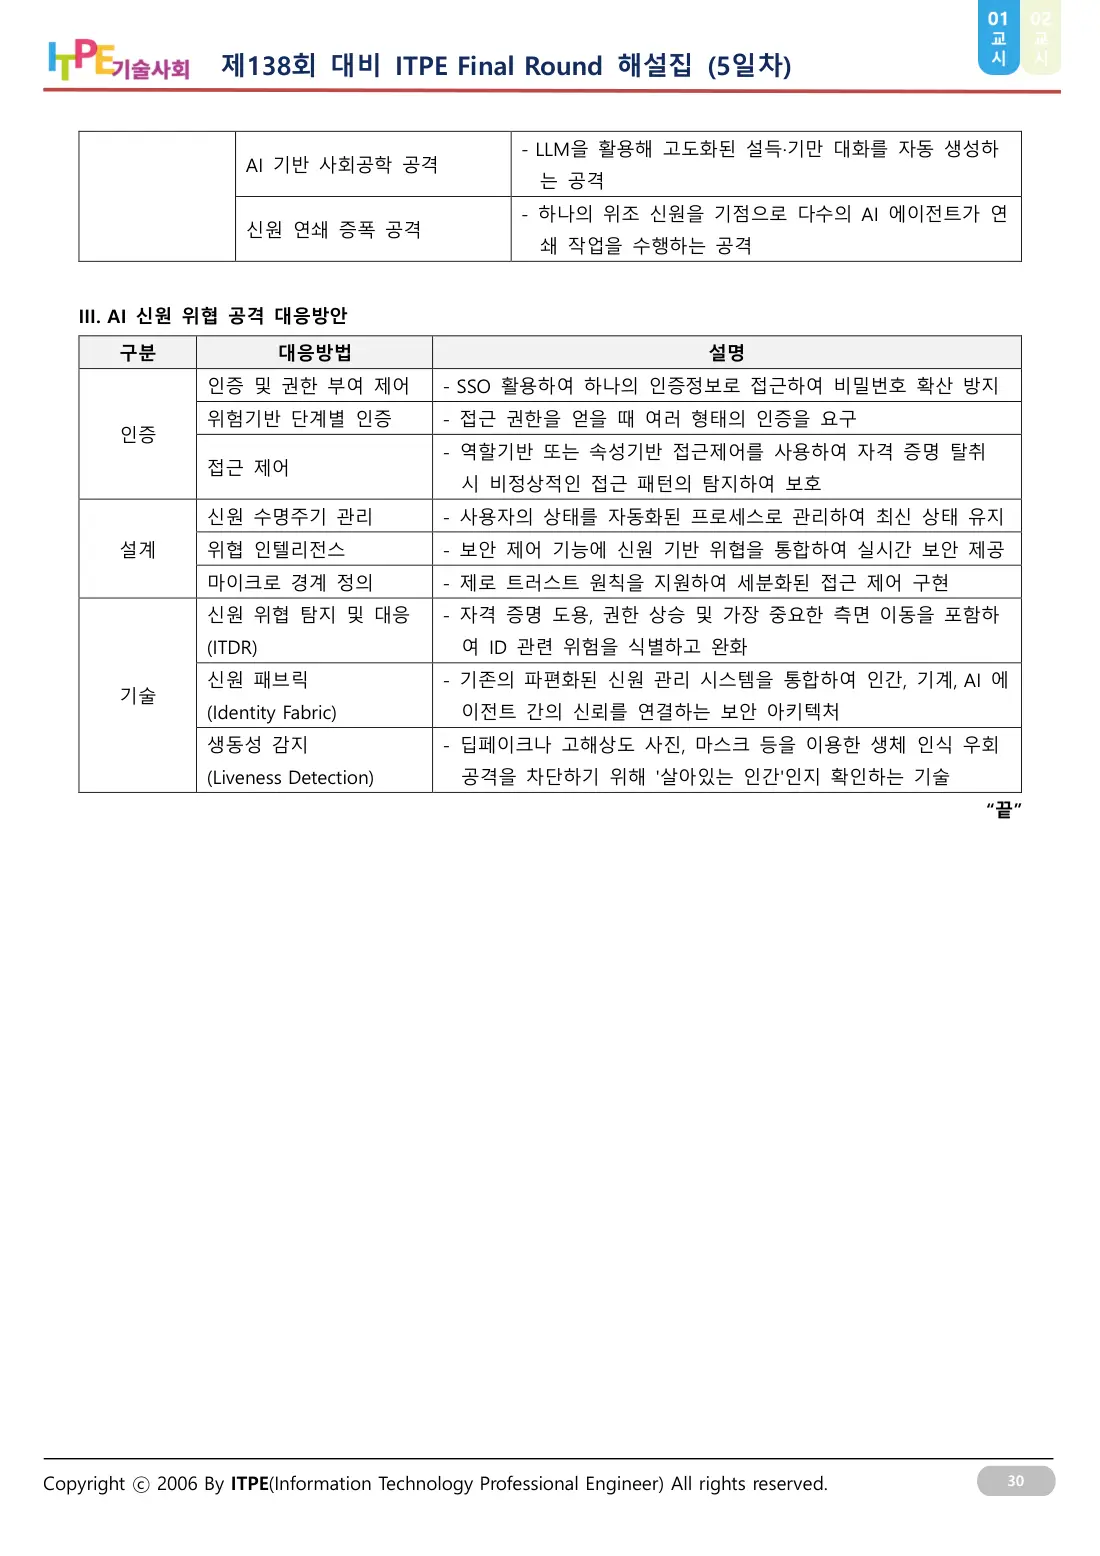 01
교
시
02
교
시
ITPE기술사회
제138회 대비 ITPE Final Round 해설집 (5일차)
AI 기반 사회공학 공격
- LLM을 활용해 고도화된 설득·기만 대화를 자동 생성하
는 공격
신원 연쇄 증폭 공격
- 하나의 위조 신원을 기점으로 다수의 AI 에이전트가 연
쇄 작업을 수행하는 공격
III. AI 신원 위협 공격 대응방안
구분 대응방법 설명
인증
인증 및 권한 부여 제어 - SSO 활용하여 하나의 인증정보로 접근하여 비밀번호 확산 방지
위험기반 단계별 인증 - 접근 권한을 얻을 때 여러 형태의 인증을 요구
접근 제어
- 역할기반 또는 속성기반 접근제어를 사용하여 자격 증명 탈취
시 비정상적인 접근 패턴의 탐지하여 보호
설계
신원 수명주기 관리 - 사용자의 상태를 자동화된 프로세스로 관리하여 최신 상태 유지
위협 인텔리전스 - 보안 제어 기능에 신원 기반 위협을 통합하여 실시간 보안 제공
마이크로 경계 정의 - 제로 트러스트 원칙을 지원하여 세분화된 접근 제어 구현
기술
신원 위협 탐지 및 대응
(ITDR)
- 자격 증명 도용, 권한 상승 및 가장 중요한 측면 이동을 포함하
여 ID 관련 위험을 식별하고 완화
신원 패브릭
(Identity Fabric)
- 기존의 파편화된 신원 관리 시스템을 통합하여 인간, 기계, AI 에
이전트 간의 신뢰를 연결하는 보안 아키텍처
생동성 감지
(Liveness Detection)
- 딥페이크나 고해상도 사진, 마스크 등을 이용한 생체 인식 우회
공격을 차단하기 위해 '살아있는 인간'인지 확인하는 기술
“끝”
Copyright ⓒ 2006 By ITPE(Information Technology Professional Engineer) All rights reserved.
30